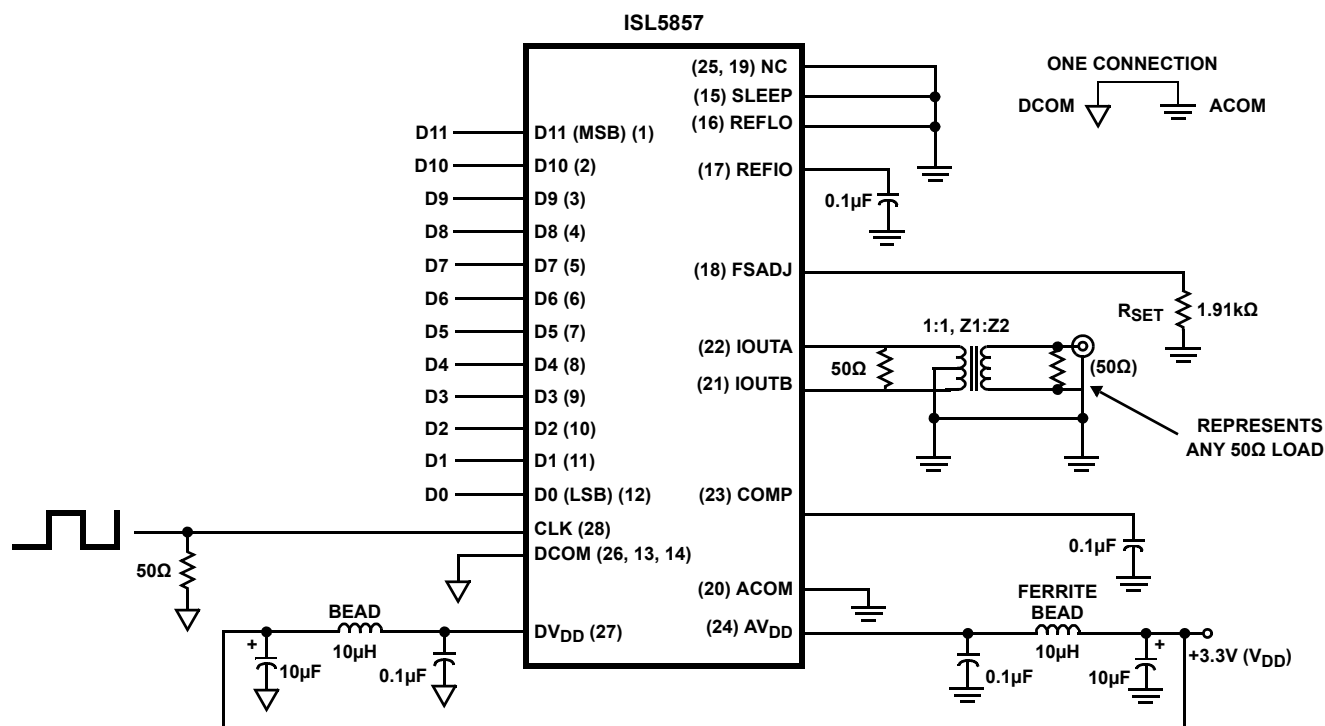 ISL5857
ONE CONNECTION
DCOM
ACOM
D11
D10
D9
D8
D7
D6
D5
D4
D3
D2
D1
D0
D11 (MSB) (1)
D10 (2)
D9 (3)
D8 (4)
D7 (5)
D6 (6)
D5 (7)
D4 (8)
D3 (9)
D2 (10)
D1 (11)
D0 (LSB) (12)
CLK (28)
DCOM (26, 13, 14)
DVDD (27)
(25, 19) NC
(15) SLEEP
(16) REFLO
(17) REFIO
(18) FSADJ
(22) IOUTA
(21) IOUTB
(23) COMP
(20) ACOM
(24) AVDD
0.1µF
RSET
1.91kΩ
1:1, Z1:Z2
50Ω
(50Ω)
REPRESENTS
ANY 50Ω LOAD
0.1µF
50Ω
BEAD
+
10µH
10µF
0.1µF
FERRITE
BEAD
10µH
+
0.1µF
10µF
+3.3V (VDD)